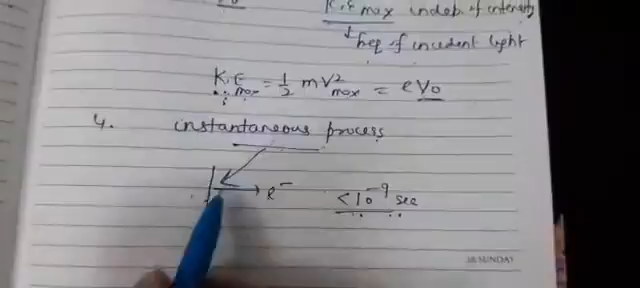 K.E max indep. of intensity
freq of incident light
K.E max = 1/2 mV²max = eV₀
4. instantaneous process
e⁻ < 10⁻⁹ sec
SUNDAY